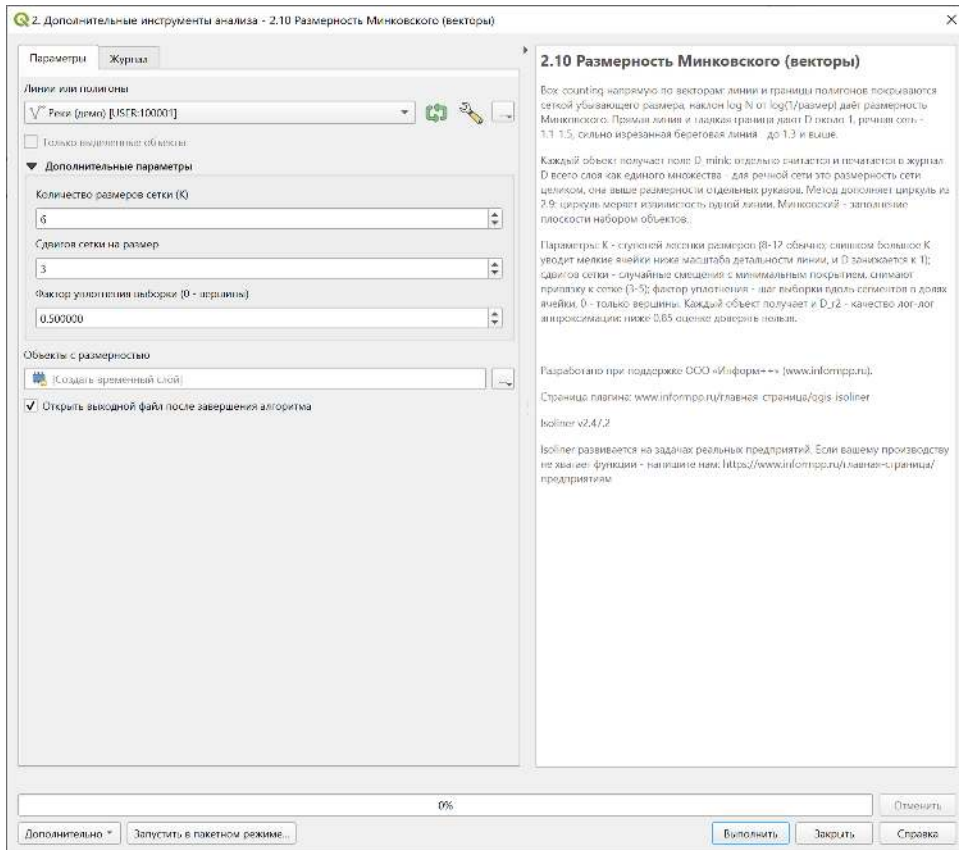 2. Дополнительные инструменты анализа - 2.10 Размерность Минковского (векторы)
Параметры
Журнал
Линии или полигоны
Реки (демо) [USER:100001]
Только выделенные объекты
Дополнительные параметры
Количество размеров сетки (K)
6
Сдвигов сетки на размер
3
Фактор уплотнения выборки (0 - вершины)
0.500000
Объекты с размерностью
[Создать временный слой]
Открыть выходной файл после завершения алгоритма
2.10 Размерность Минковского (векторы)
Box-counting напрямую по векторам: линии и границы полигонов покрываются
сеткой убывающего размера, наклон log N от log(1/размер) даёт размерность
Минковского. Прямая линия и гладкая граница дают D около 1, речная сеть -
1.1-1.5, сильно изрезанная береговая линия - до 1.3 и выше.
Каждый объект получает поле D_mink; отдельно считается и печатается в журнал
D всего слоя как единого множества - для речной сети это размерность сети
целиком, она выше размерности отдельных рукавов. Метод дополняет циркуль из
2.9: циркуль меряет извилистость одной линии, Минковский - заполнение
плоскости набором объектов.
Параметры: K - ступеней лесенки размеров (8-12 обычно; слишком большое K
уводит мелкие ячейки ниже масштаба детальности линии, и D занижается к 1);
сдвигов сетки - случайные смещения с минимальным покрытием, снимают
привязку к сетке (3-5); фактор уплотнения - шаг выборки вдоль сегментов в долях
ячейки, 0 - только вершины. Каждый объект получает и D_r2 - качество лог-лог
аппроксимации: ниже 0.85 оценке доверять нельзя.
Разработано при поддержке ООО «Информ++» (www.informpp.ru).
Страница плагина: www.informpp.ru/главная-страница/qgis-isoliner
Isoliner v2.47.2
Isoliner развивается на задачах реальных предприятий. Если вашему производству
не хватает функции - напишите нам: https://www.informpp.ru/главная-страница/
предприятиям
0%
Отменить
Дополнительно
Запустить в пакетном режиме...
Выполнить
Закрыть
Справка